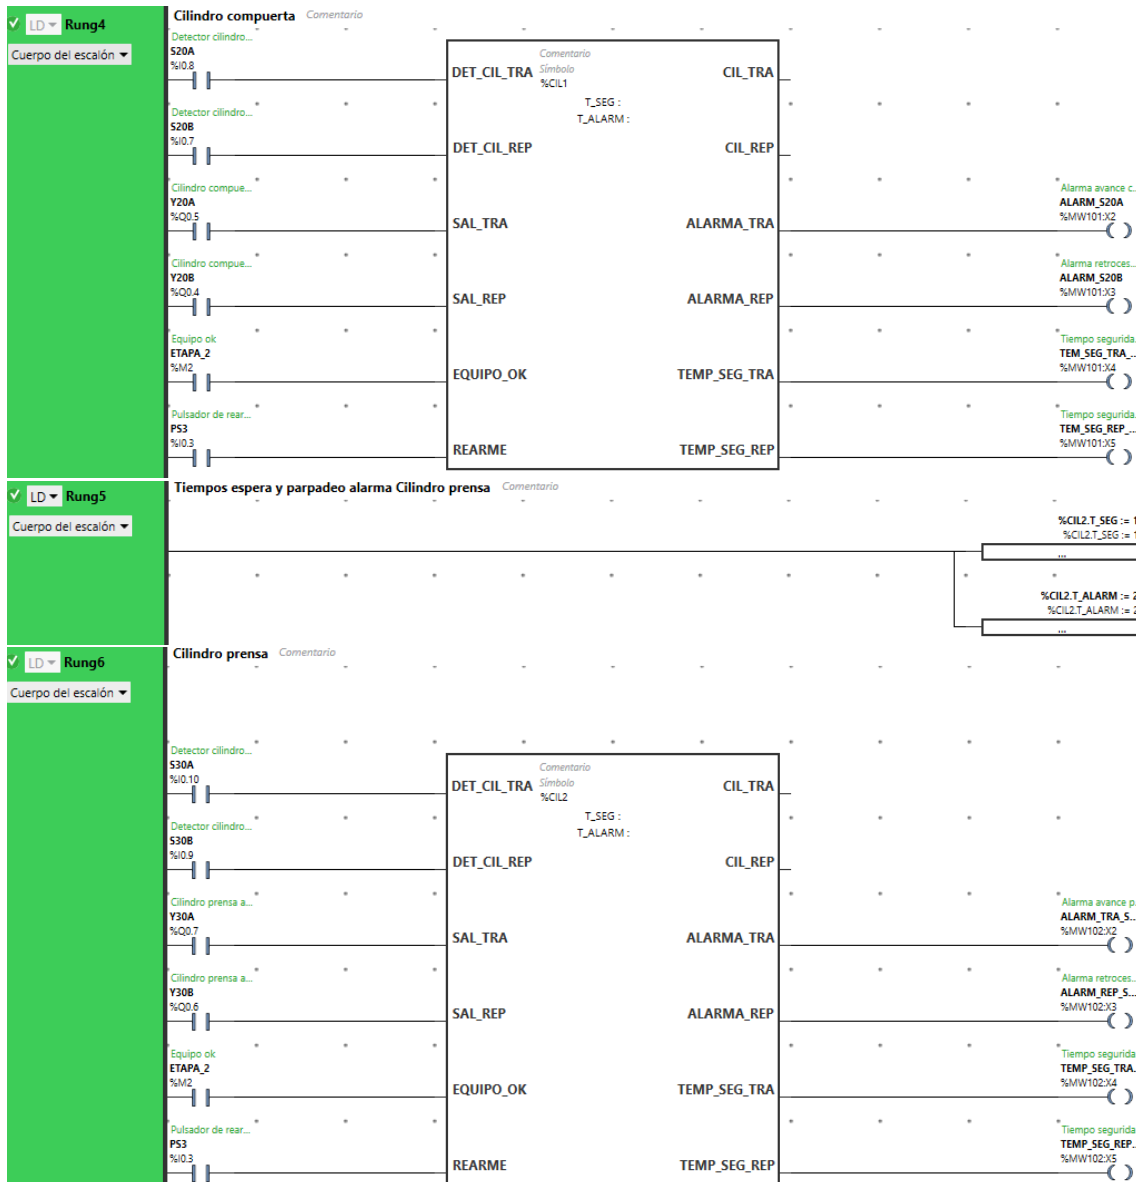 LD Rung4
Cuerpo del escalón
Cilindro compuerta Comentario
Detector cilindro...
S20A
%I0.8
Detector cilindro...
S20B
%I0.7
Cilindro compue...
Y20A
%Q0.5
Cilindro compue...
Y20B
%Q0.4
Equipo ok
ETAPA_2
%M2
Pulsador de rear...
PS3
%I0.3
Comentario
Símbolo
%CIL1
T_SEG :
T_ALARM :
DET_CIL_TRA CIL_TRA
DET_CIL_REP CIL_REP
SAL_TRA ALARMA_TRA
SAL_REP ALARMA_REP
EQUIPO_OK TEMP_SEG_TRA
REARME TEMP_SEG_REP
Alarma avance c...
ALARM_S20A
%MW101:X2
Alarma retroces...
ALARM_S20B
%MW101:X3
Tiempo segurida...
TEM_SEG_TRA_...
%MW101:X4
Tiempo segurida...
TEM_SEG_REP_...
%MW101:X5
LD Rung5
Cuerpo del escalón
Tiempos espera y parpadeo alarma Cilindro prensa Comentario
%CIL2.T_SEG := 1
%CIL2.T_SEG := 1
...
%CIL2.T_ALARM := 2
%CIL2.T_ALARM := 2
...
LD Rung6
Cuerpo del escalón
Cilindro prensa Comentario
Detector cilindro...
S30A
%I0.10
Detector cilindro...
S30B
%I0.9
Cilindro prensa a...
Y30A
%Q0.7
Cilindro prensa a...
Y30B
%Q0.6
Equipo ok
ETAPA_2
%M2
Pulsador de rear...
PS3
%I0.3
Comentario
Símbolo
%CIL2
T_SEG :
T_ALARM :
DET_CIL_TRA CIL_TRA
DET_CIL_REP CIL_REP
SAL_TRA ALARMA_TRA
SAL_REP ALARMA_REP
EQUIPO_OK TEMP_SEG_TRA
REARME TEMP_SEG_REP
Alarma avance p...
ALARM_TRA_S...
%MW102:X2
Alarma retroces...
ALARM_REP_S...
%MW102:X3
Tiempo segurida...
TEMP_SEG_TRA...
%MW102:X4
Tiempo segurida...
TEMP_SEG_REP...
%MW102:X5